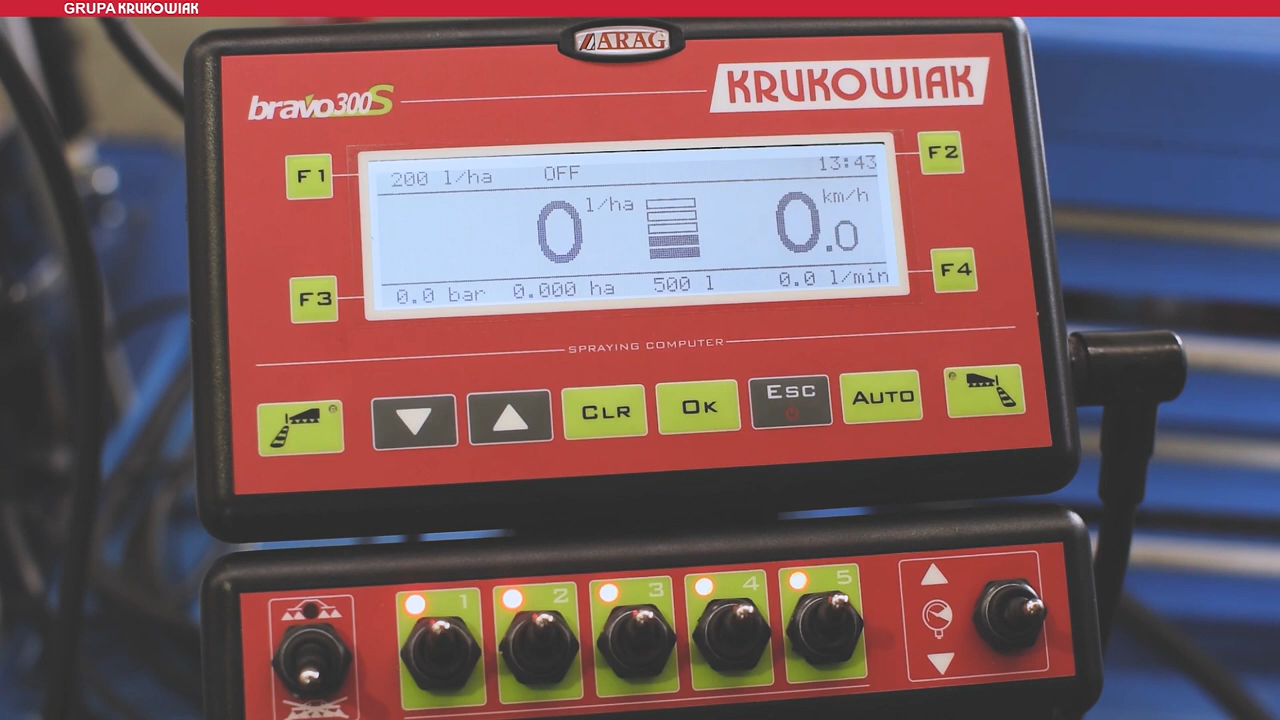 GRUPA KRUKOWIAK
ARAG
bravo300S
KRUKOWIAK
F1
F2
200 l/ha OFF 13:43
0 l/ha 0.0 km/h
F3
F4
0.0 bar 0.000 ha 500 l 0.0 l/min
SPRAYING COMPUTER
CLR OK ESC AUTO
1 2 3 4 5